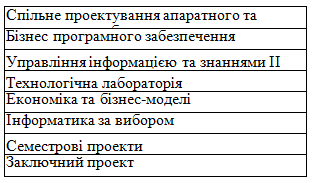 Спільне проектування апаратного та
Бізнес програмного забезпечення
Управління інформацією та знаннями II
Технологічна лабораторія
Економіка та бізнес-моделі
Інформатика за вибором
Семестрові проекти
Заключний проект